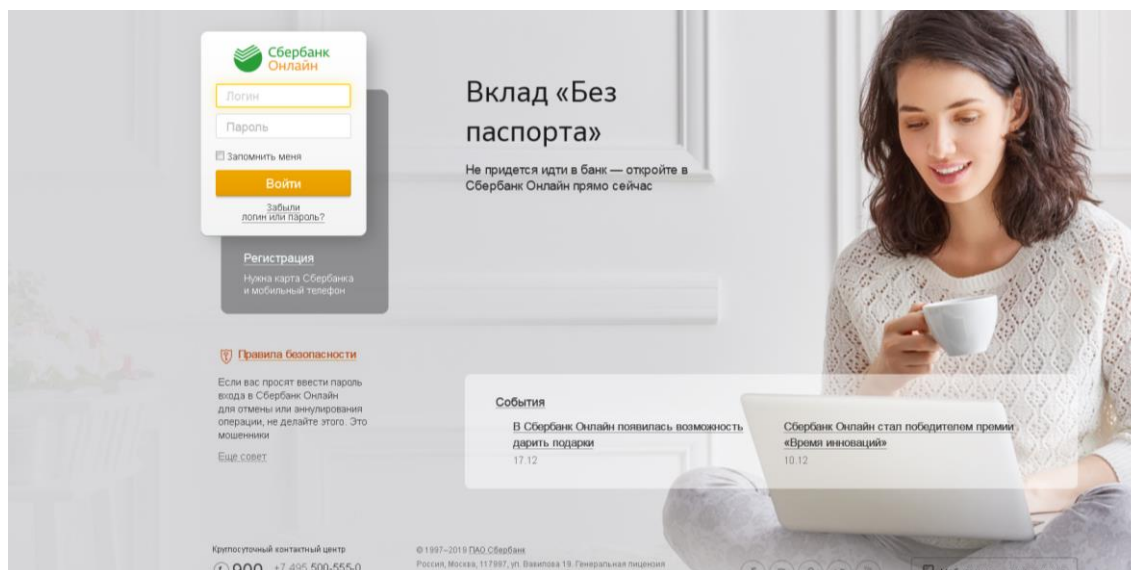 Сбербанк
Онлайн
Логин
Пароль
Запомнить меня
Войти
Забыли
логин или пароль?
Регистрация
Нужна карта Сбербанка
и мобильный телефон
Правила безопасности
Если вас просят ввести пароль
входа в Сбербанк Онлайн
для отмены или аннулирования
операции, не делайте этого. Это
мошенники
Еще совет
Вклад «Без
паспорта»
Не придется идти в банк — откройте в
Сбербанк Онлайн прямо сейчас
События
В Сбербанк Онлайн появилась возможность
дарить подарки
17.12
Сбербанк Онлайн стал победителем премии
«Время инноваций»
10.12
Круглосуточный контактный центр
900 +7 495 500-555-0
© 1997–2019 ПАО Сбербанк
Россия, Москва, 117997, ул. Вавилова 19. Генеральная лицензия